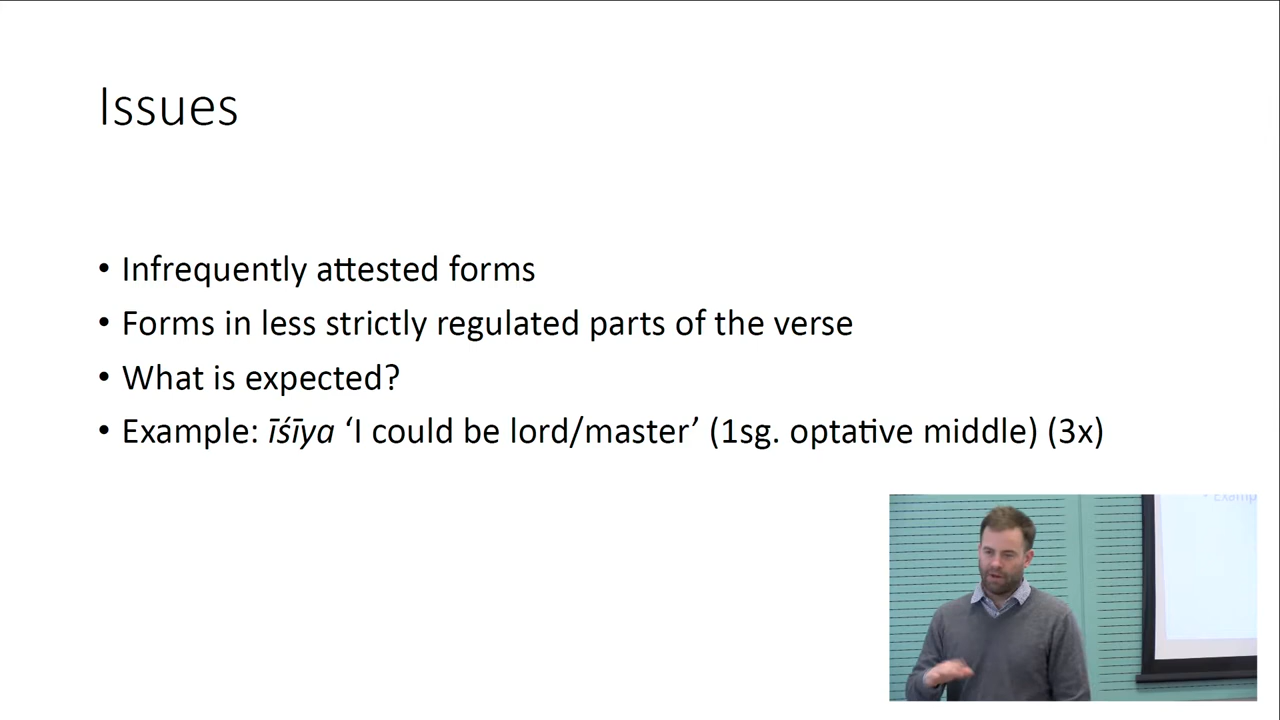 Issues
• Infrequently attested forms
• Forms in less strictly regulated parts of the verse
• What is expected?
• Example: īśīya ‘I could be lord/master’ (1sg. optative middle) (3x)